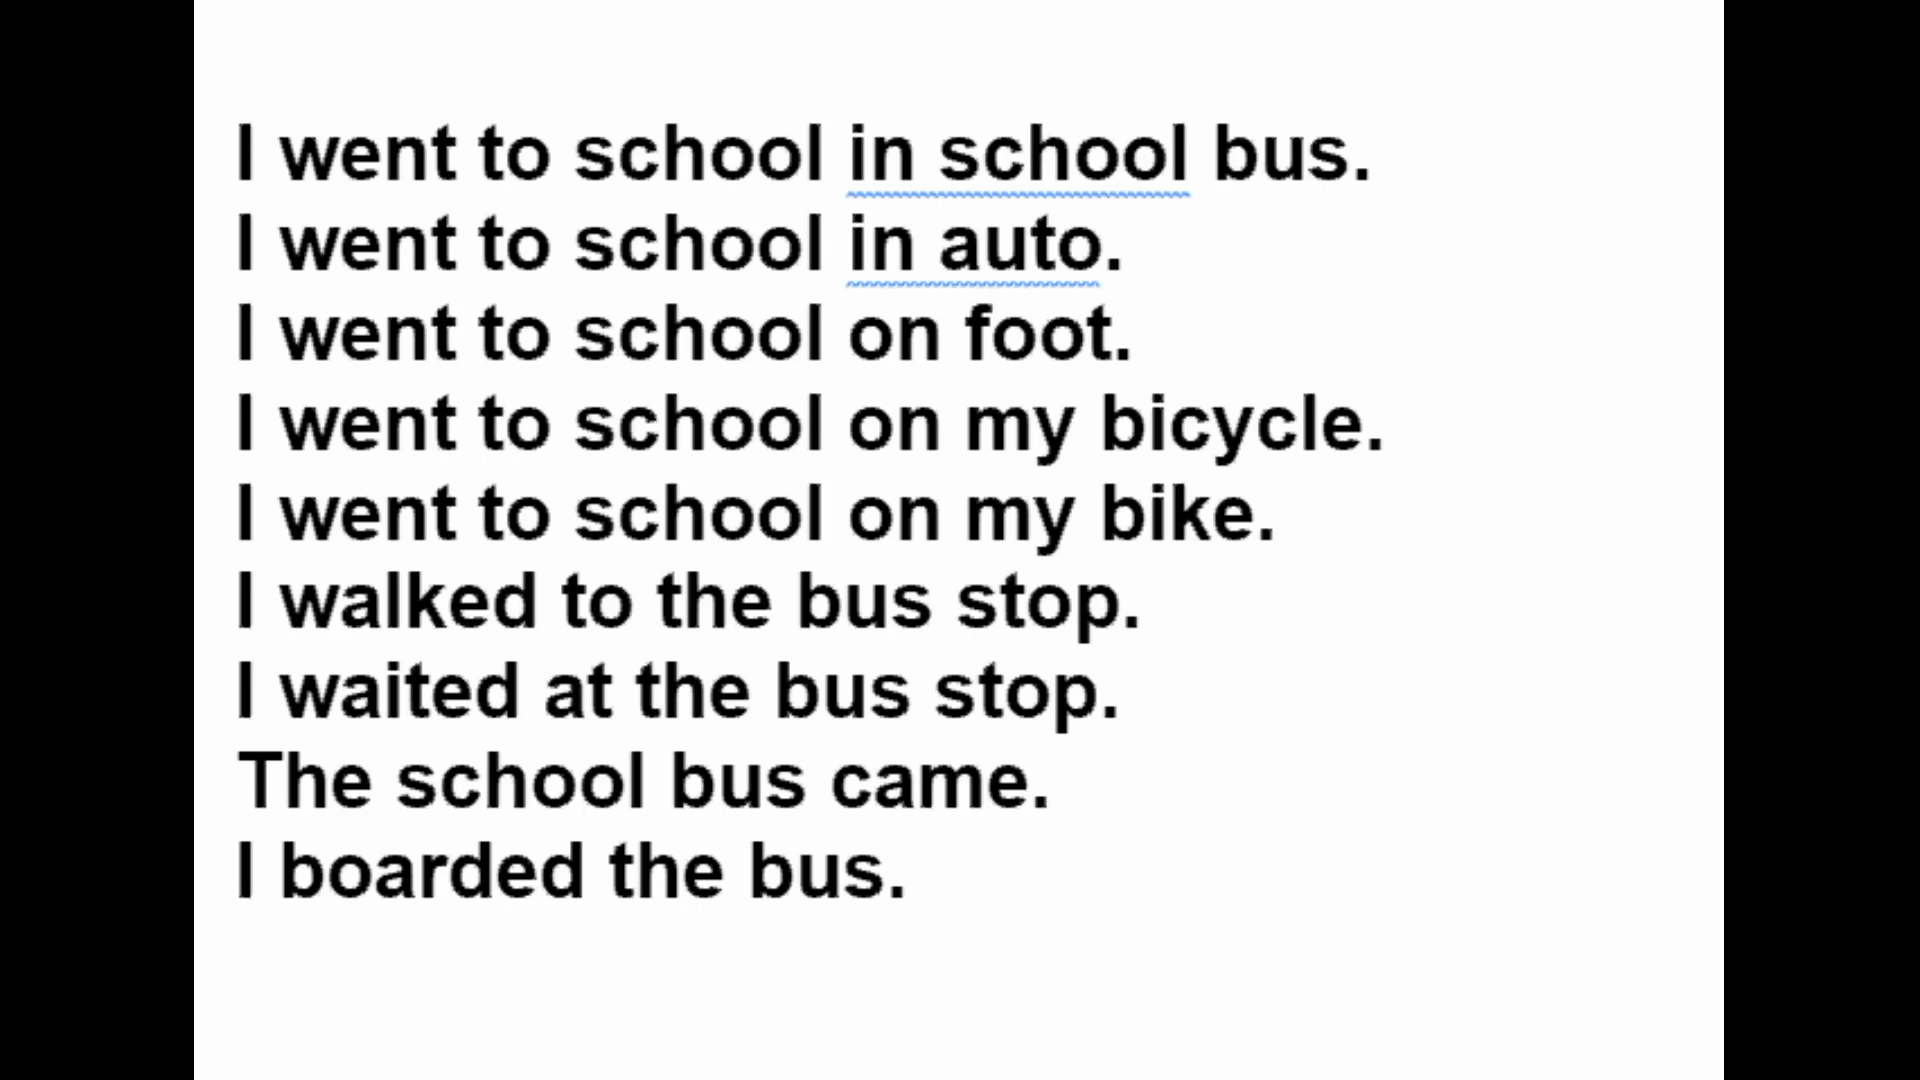 I went to school in school bus.
I went to school in auto.
I went to school on foot.
I went to school on my bicycle.
I went to school on my bike.
I walked to the bus stop.
I waited at the bus stop.
The school bus came.
I boarded the bus.